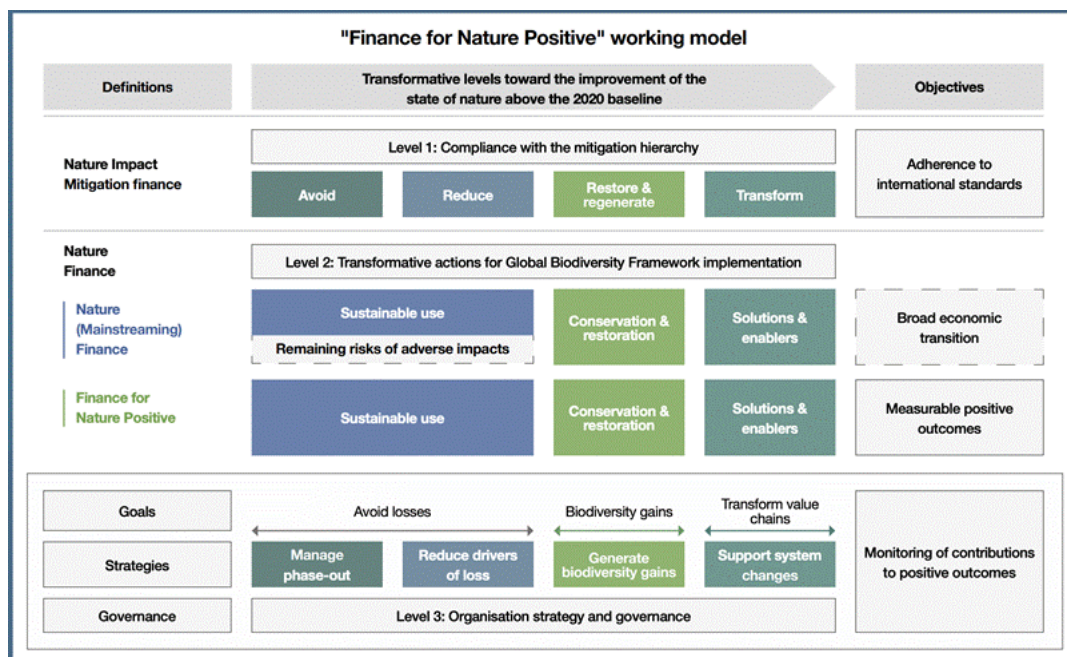 "Finance for Nature Positive" working model
Definitions
Transformative levels toward the improvement of the
state of nature above the 2020 baseline
Objectives
Nature Impact
Mitigation finance
Level 1: Compliance with the mitigation hierarchy
Avoid
Reduce
Restore &
regenerate
Transform
Adherence to
international standards
Nature
Finance
Level 2: Transformative actions for Global Biodiversity Framework implementation
Nature
(Mainstreaming)
Finance
Sustainable use
Remaining risks of adverse impacts
Conservation &
restoration
Solutions &
enablers
Broad economic
transition
Finance for
Nature Positive
Sustainable use
Conservation &
restoration
Solutions &
enablers
Measurable positive
outcomes
Goals
Avoid losses
Biodiversity gains
Transform value
chains
Strategies
Manage
phase-out
Reduce drivers
of loss
Generate
biodiversity gains
Support system
changes
Monitoring of contributions
to positive outcomes
Governance
Level 3: Organisation strategy and governance